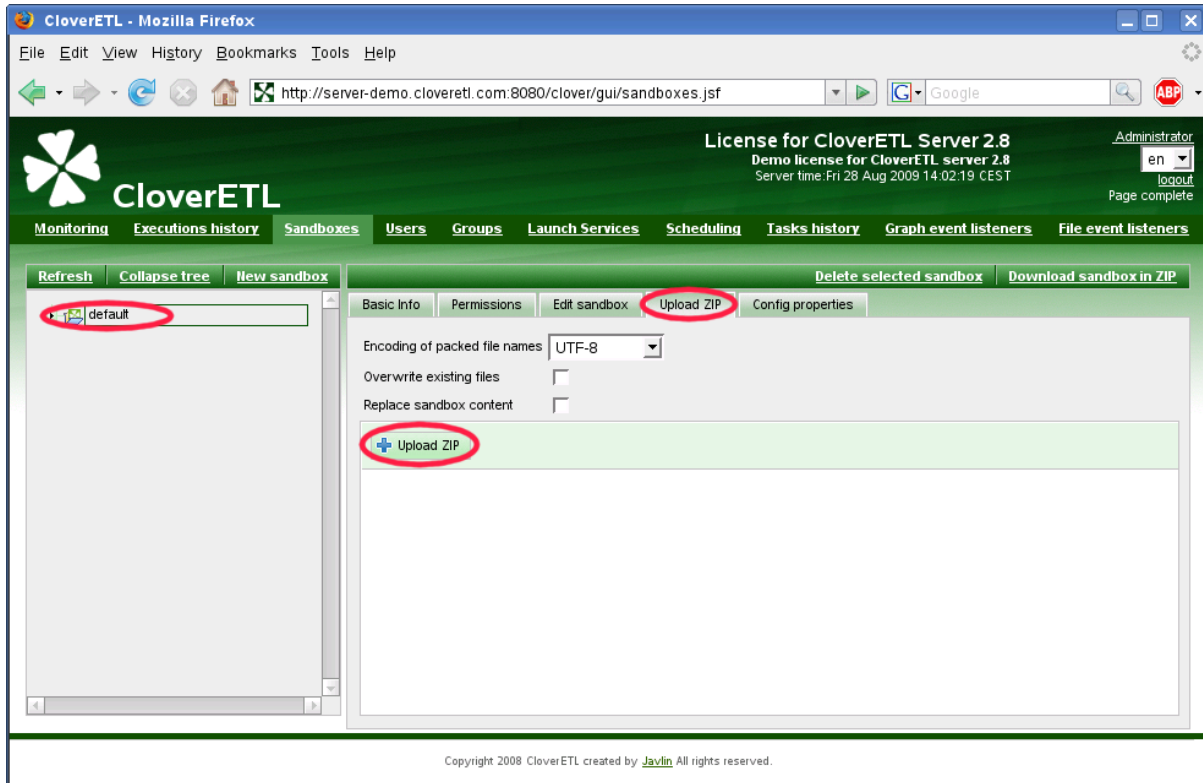 CloverETL - Mozilla Firefox
File Edit View History Bookmarks Tools Help
http://server-demo.cloveretl.com:8080/clover/gui/sandboxes.jsf
G
Google
ABP
CloverETL
License for CloverETL Server 2.8
Demo license for CloverETL server 2.8
Server time:Fri 28 Aug 2009 14:02:19 CEST
Administrator
en
logout
Page complete
Monitoring Executions history Sandboxes Users Groups Launch Services Scheduling Tasks history Graph event listeners File event listeners
Refresh Collapse tree New sandbox
Delete selected sandbox Download sandbox in ZIP
default
Basic Info Permissions Edit sandbox Upload ZIP Config properties
Encoding of packed file names UTF-8
Overwrite existing files
Replace sandbox content
Upload ZIP
Copyright 2008 CloverETL created by Javlin All rights reserved.